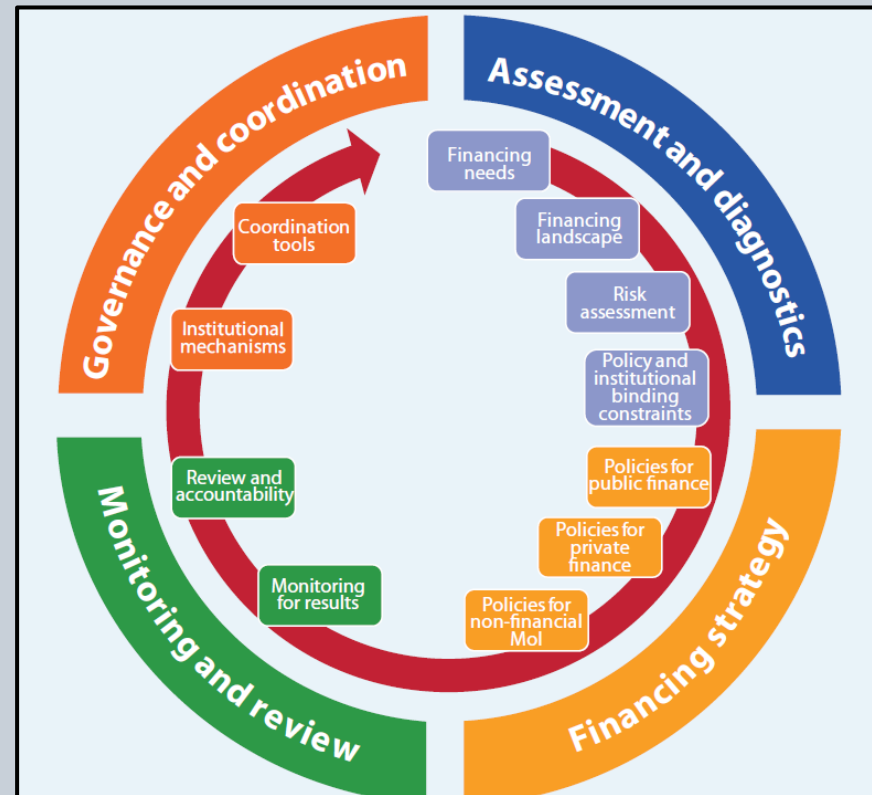 Governance and coordination
Assessment and diagnostics
Financing
needs
Financing
landscape
Risk
assessment
Policy and
institutional
binding
constraints
Policies for
public finance
Policies for
private
finance
Policies for
non-financial
MoI
Financing strategy
Monitoring
for results
Review and
accountability
Monitoring and review
Institutional
mechanisms
Coordination
tools